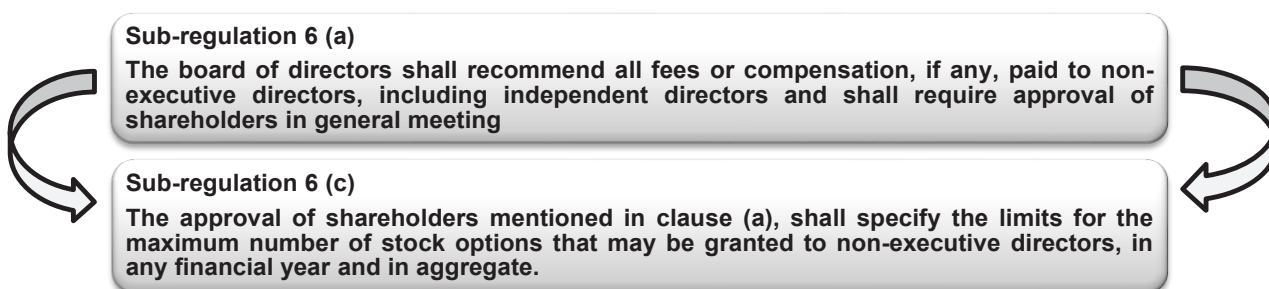 Sub-regulation 6 (a)
The board of directors shall recommend all fees or compensation, if any, paid to non-
executive directors, including independent directors and shall require approval of
shareholders in general meeting
Sub-regulation 6 (c)
The approval of shareholders mentioned in clause (a), shall specify the limits for the
maximum number of stock options that may be granted to non-executive directors, in
any financial year and in aggregate.